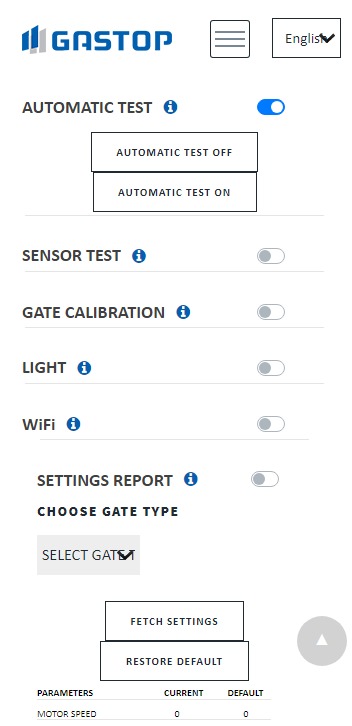 GASTOP
English
AUTOMATIC TEST
AUTOMATIC TEST OFF
AUTOMATIC TEST ON
SENSOR TEST
GATE CALIBRATION
LIGHT
WiFi
SETTINGS REPORT
CHOOSE GATE TYPE
SELECT GATE T
FETCH SETTINGS
RESTORE DEFAULT
PARAMETERS CURRENT DEFAULT
MOTOR SPEED 0 0